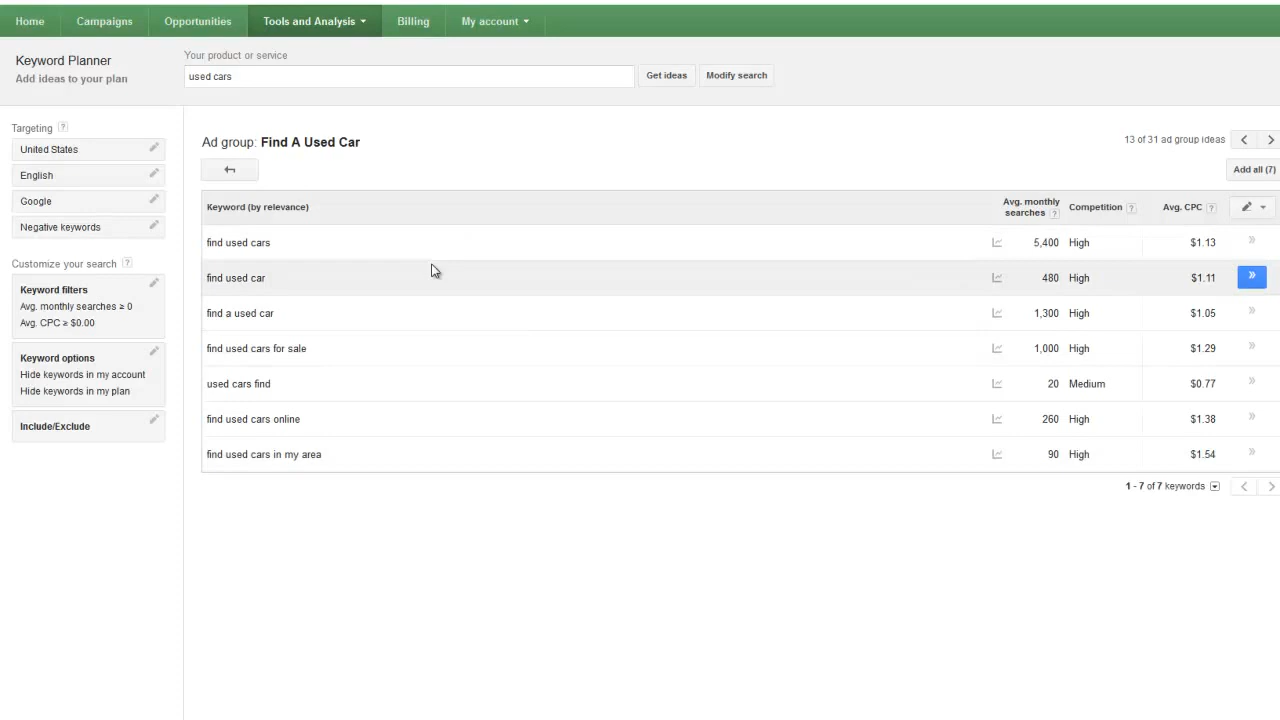 Home Campaigns Opportunities Tools and Analysis Billing My account
Keyword Planner
Add ideas to your plan
Your product or service
used cars
Get ideas
Modify search
Targeting ?
United States
English
Google
Negative keywords
Customize your search ?
Keyword filters
Avg. monthly searches ≥ 0
Avg. CPC ≥ $0.00
Keyword options
Hide keywords in my account
Hide keywords in my plan
Include/Exclude
Ad group: Find A Used Car
13 of 31 ad group ideas
Add all (7)
Keyword (by relevance) Avg. monthly searches ? Competition ? Avg. CPC ?
find used cars 5,400 High $1.13
find used car 480 High $1.11
find a used car 1,300 High $1.05
find used cars for sale 1,000 High $1.29
used cars find 20 Medium $0.77
find used cars online 260 High $1.38
find used cars in my area 90 High $1.54
1 - 7 of 7 keywords